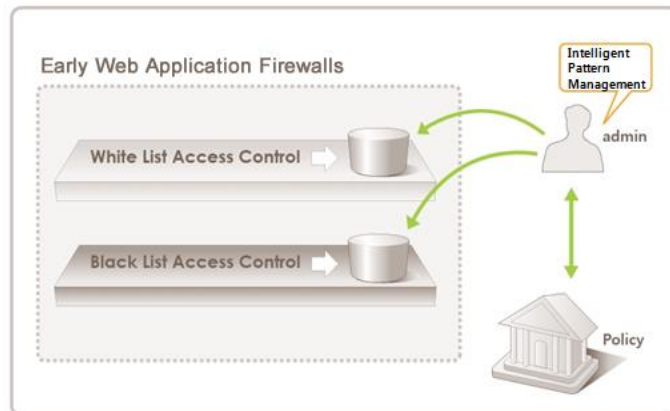 Early Web Application Firewalls
Intelligent
Pattern
Management
admin
White List Access Control
Black List Access Control
Policy